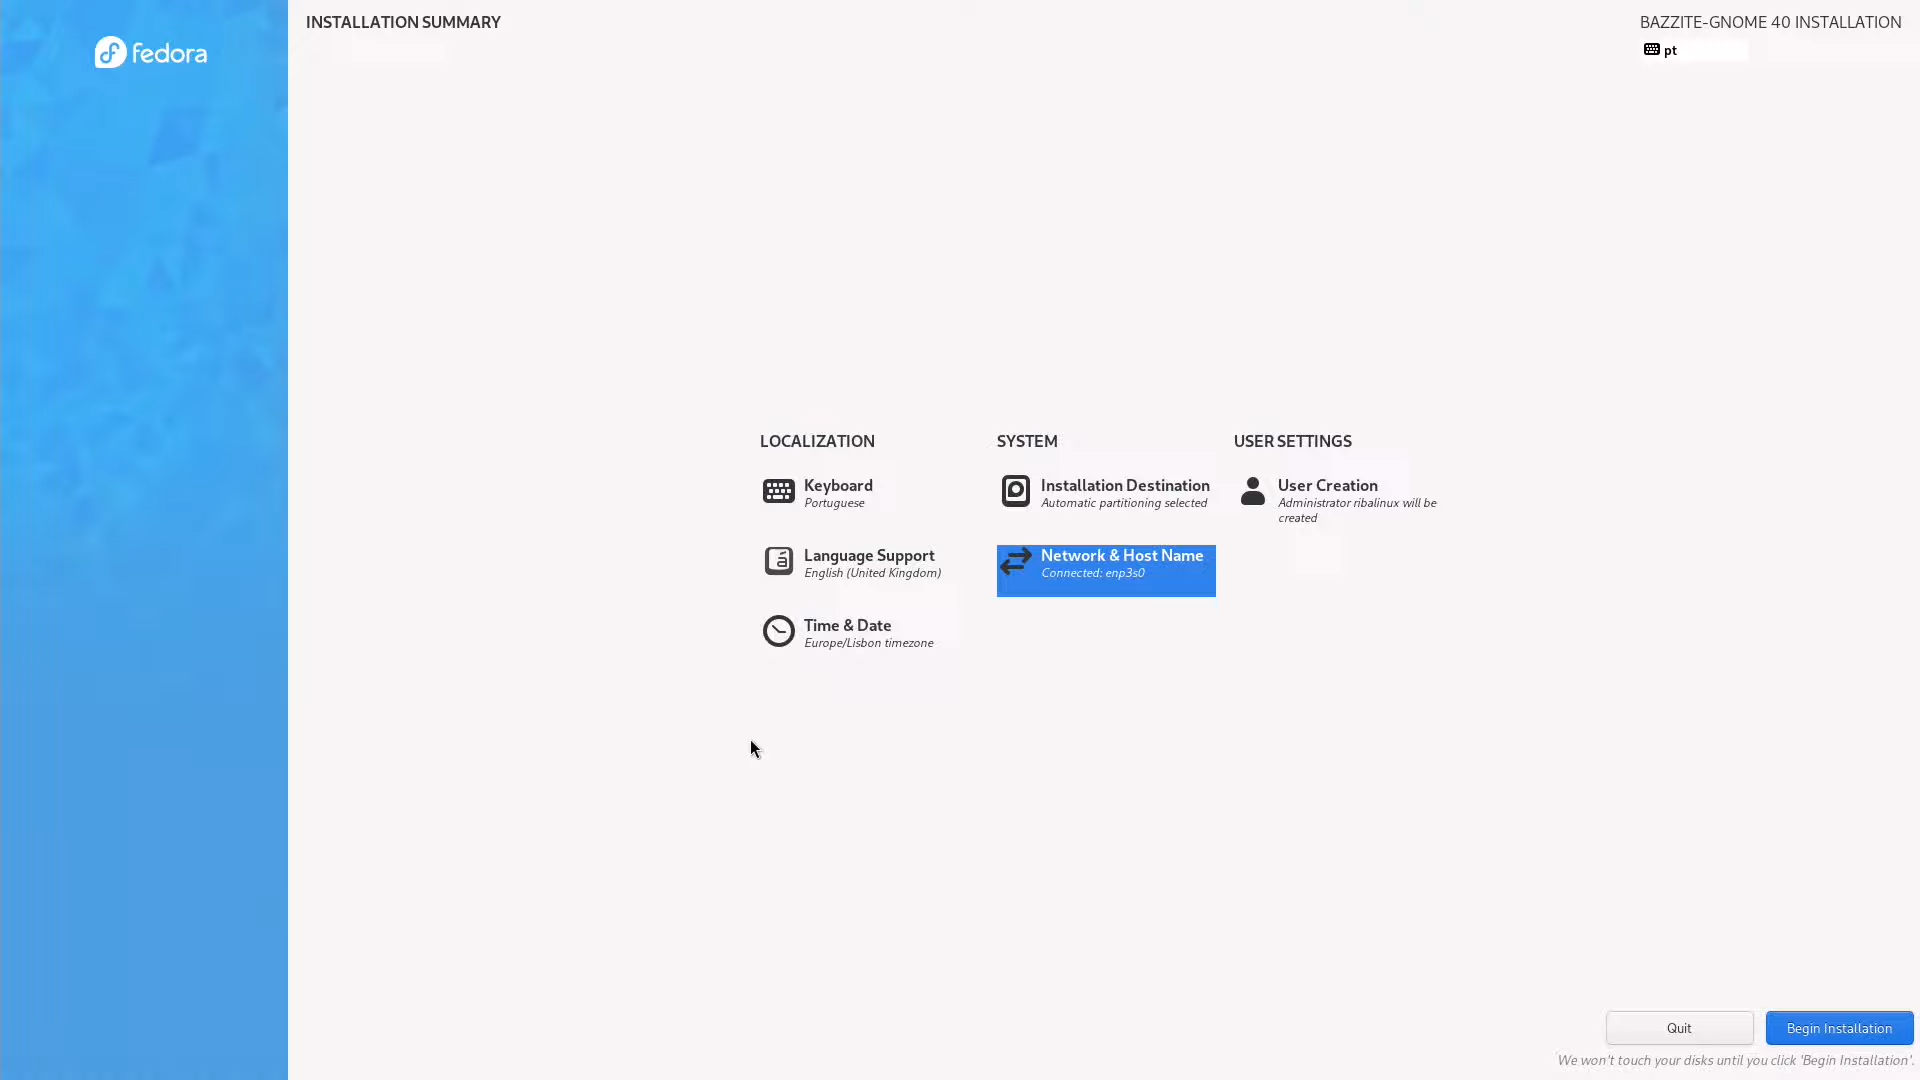 fedora
INSTALLATION SUMMARY
BAZZITE-GNOME 40 INSTALLATION
pt
LOCALIZATION
Keyboard
Portuguese
Language Support
English (United Kingdom)
Time & Date
Europe/Lisbon timezone
SYSTEM
Installation Destination
Automatic partitioning selected
Network & Host Name
Connected: enp3s0
USER SETTINGS
User Creation
Administrator ribalinux will be
created
Quit
Begin Installation
We won't touch your disks until you click 'Begin Installation'.